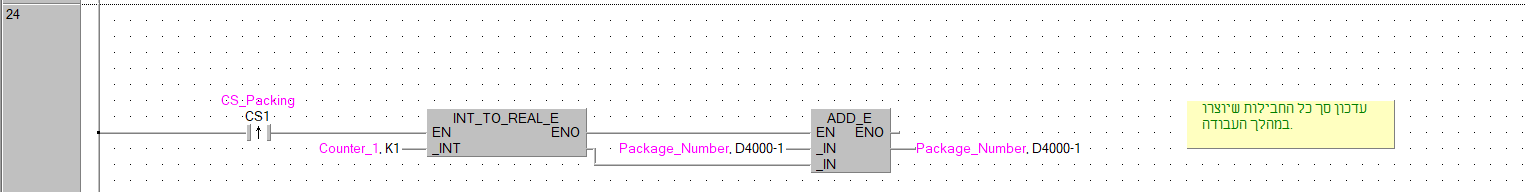 24
CS_Packing
CS1
INT_TO_REAL_E
EN ENO
Counter_1, K1 _INT
ADD_E
EN ENO
Package_Number, D4000-1 _IN Package_Number, D4000-1
_IN
עדכון סך כל החבילות שיוצרו
במהלך העבודה.